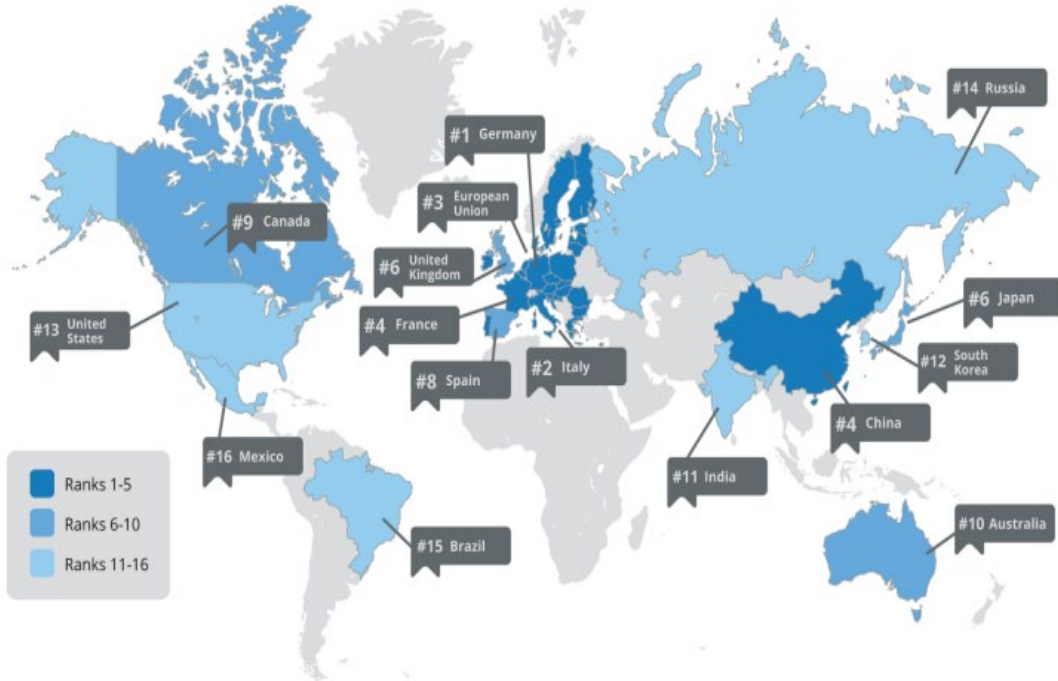 #14 Russia
#1 Germany
#3 European
Union
#9 Canada
#6 United
Kingdom
#6 Japan
#13 United
States
#4 France
#12 South
Korea
#8 Spain
#2 Italy
#4 China
#16 Mexico
#11 India
Ranks 1-5
Ranks 6-10
Ranks 11-16
#15 Brazil
#10 Australia